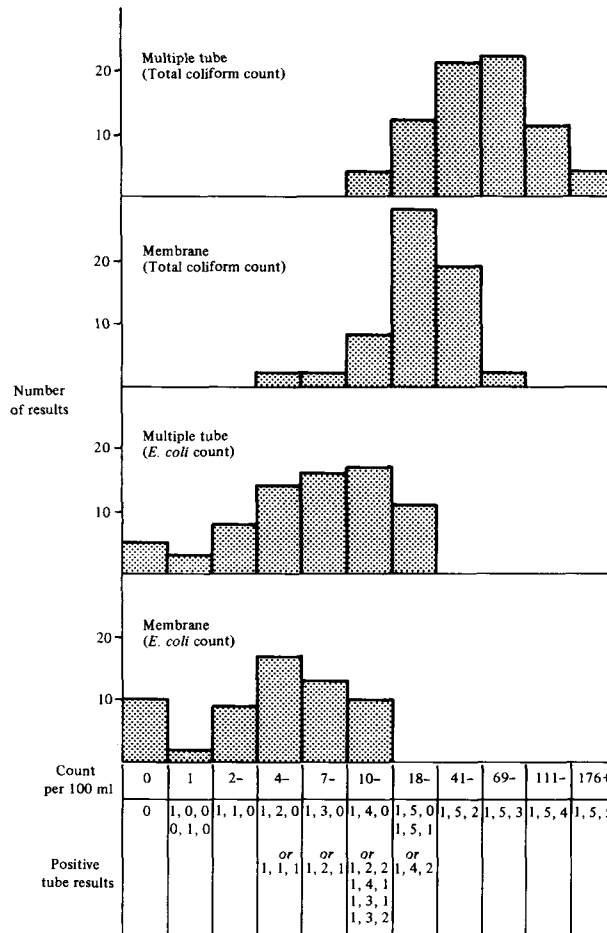 Multiple tube
(Total coliform count)
20
10
Membrane
(Total coliform count)
20
10
Number
of results
Multiple tube
(E. coli count)
20
10
Membrane
(E. coli count)
20
10
Count
per 100 ml
0 1 2– 4– 7– 10– 18– 41– 69– 111– 176+
Positive
tube results
0 1, 0, 0 1, 1, 0 1, 2, 0 1, 3, 0 1, 4, 0 1, 5, 0 1, 5, 2 1, 5, 3 1, 5, 4 1, 5,
0, 1, 0 1, 5, 1
or or or or
1, 1, 1 1, 2, 1 1, 2, 2 1, 4, 2
1, 4, 1
1, 3, 1
1, 3, 2